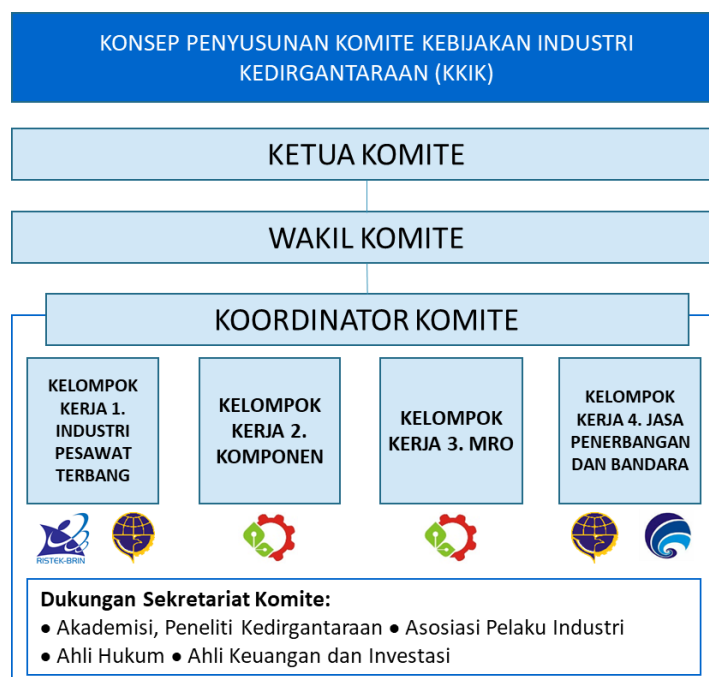 KONSEP PENYUSUNAN KOMITE KEBIJAKAN INDUSTRI
KEDIRGANTARAAN (KKIK)
KETUA KOMITE
WAKIL KOMITE
KOORDINATOR KOMITE
KELOMPOK
KERJA 1.
INDUSTRI
PESAWAT
TERBANG
KELOMPOK
KERJA 2.
KOMPONEN
KELOMPOK
KERJA 3. MRO
KELOMPOK
KERJA 4. JASA
PENERBANGAN
DAN BANDARA
RISTEK-BRIN
Dukungan Sekretariat Komite:
● Akademisi, Peneliti Kedirgantaraan ● Asosiasi Pelaku Industri
● Ahli Hukum ● Ahli Keuangan dan Investasi